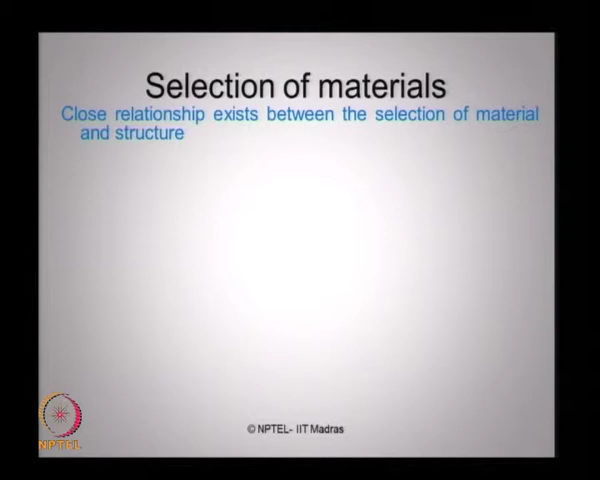 Selection of materials
Close relationship exists between the selection of material
and structure
NPTEL
© NPTEL- IIT Madras